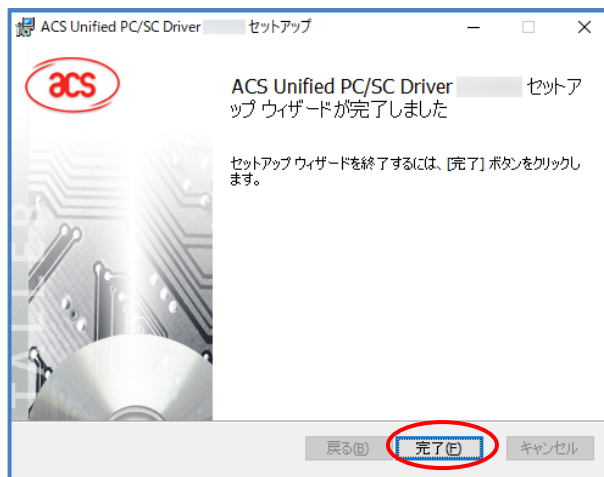 ACS Unified PC/SC Driver セットアップ
acs
ACS Unified PC/SC Driver セットア
ップ ウィザードが完了しました
セットアップ ウィザードを終了するには、[完了] ボタンをクリックし
ます。
TALLER
戻る(B) 完了(F) キャンセル